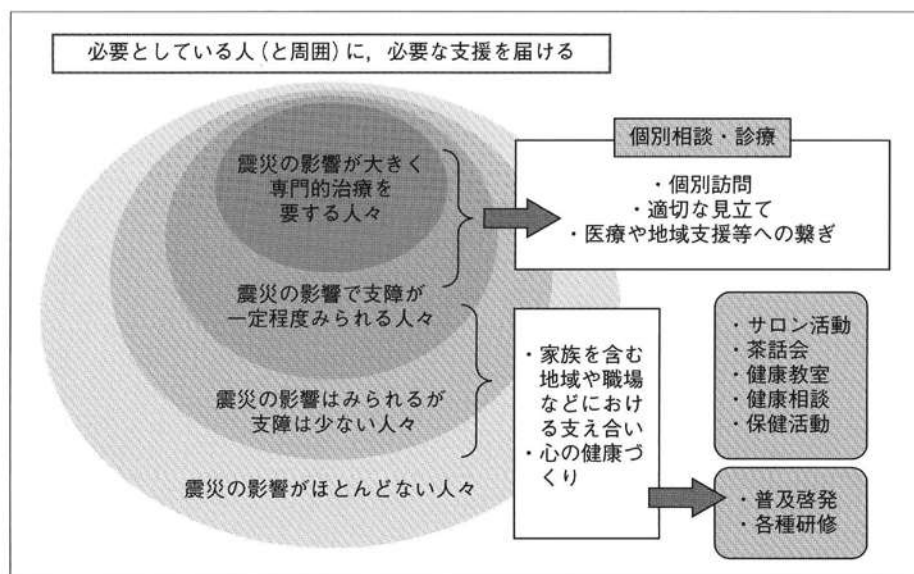 必要としている人（と周囲）に，必要な支援を届ける
震災の影響が大きく
専門的治療を
要する人々
震災の影響で支障が
一定程度みられる人々
震災の影響はみられるが
支障は少ない人々
震災の影響がほとんどない人々
個別相談・診療
・個別訪問
・適切な見立て
・医療や地域支援等への繋ぎ
・家族を含む
地域や職場
などにおけ
る支え合い
・心の健康づ
くり
・サロン活動
・茶話会
・健康教室
・健康相談
・保健活動
・普及啓発
・各種研修